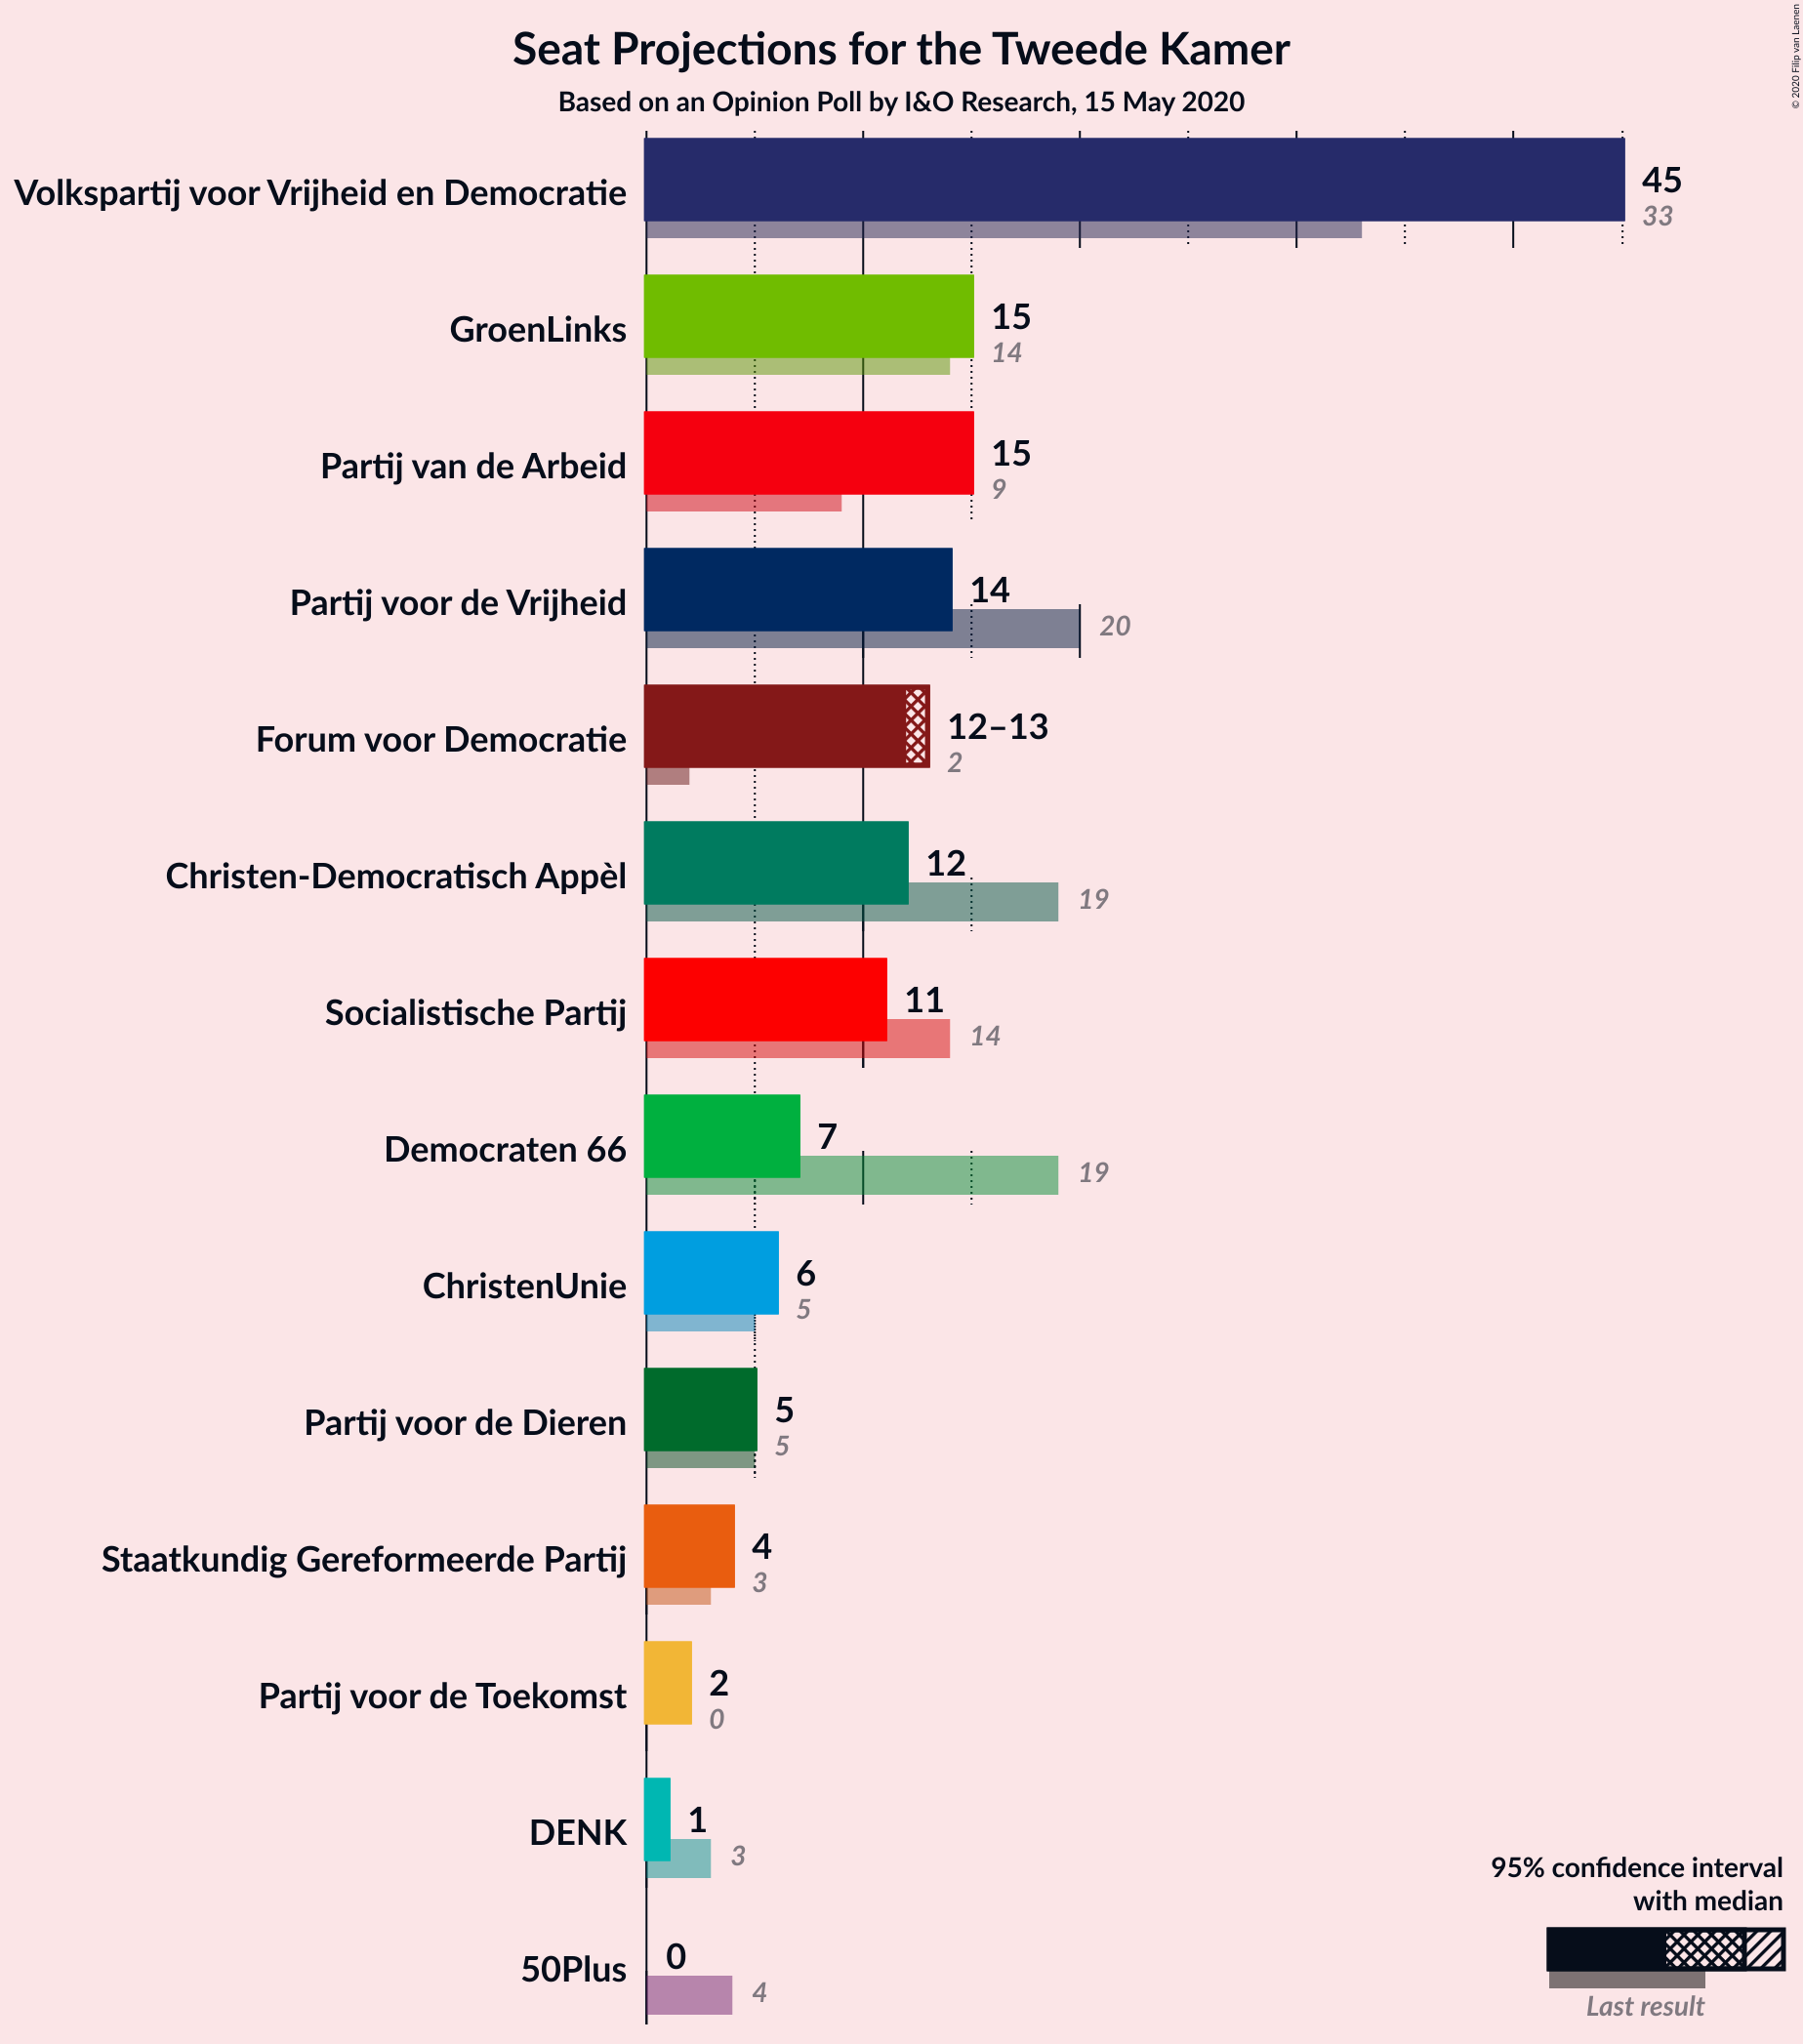 Seat Projections for the Tweede Kamer
Based on an Opinion Poll by I&O Research, 15 May 2020
© 2020 Filip van Laenen
Volkspartij voor Vrijheid en Democratie
45
33
GroenLinks
15
14
Partij van de Arbeid
15
9
Partij voor de Vrijheid
14
20
Forum voor Democratie
12–13
2
Christen-Democratisch Appèl
12
19
Socialistische Partij
11
14
Democraten 66
7
19
ChristenUnie
6
5
Partij voor de Dieren
5
5
Staatkundig Gereformeerde Partij
4
3
Partij voor de Toekomst
2
0
DENK
1
3
50Plus
0
4
95% confidence interval
with median
Last result